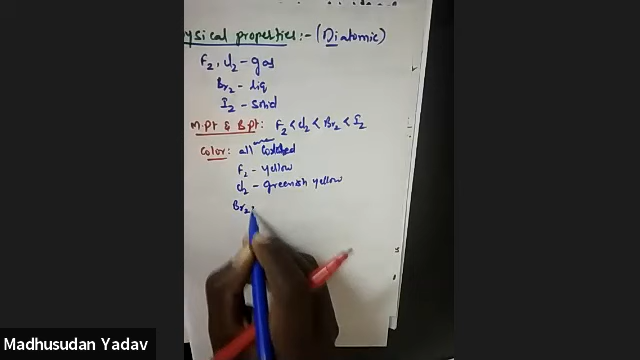 ysical properties:- (Diatomic)
F2, Cl2 - gas
Br2 - liq
I2 - solid
M.Pt & B.pt: F2 < Cl2 < Br2 < I2
Color: all are
F2 - yellow
Cl2 - greenish yellow
Br2
Madhusudan Yadav